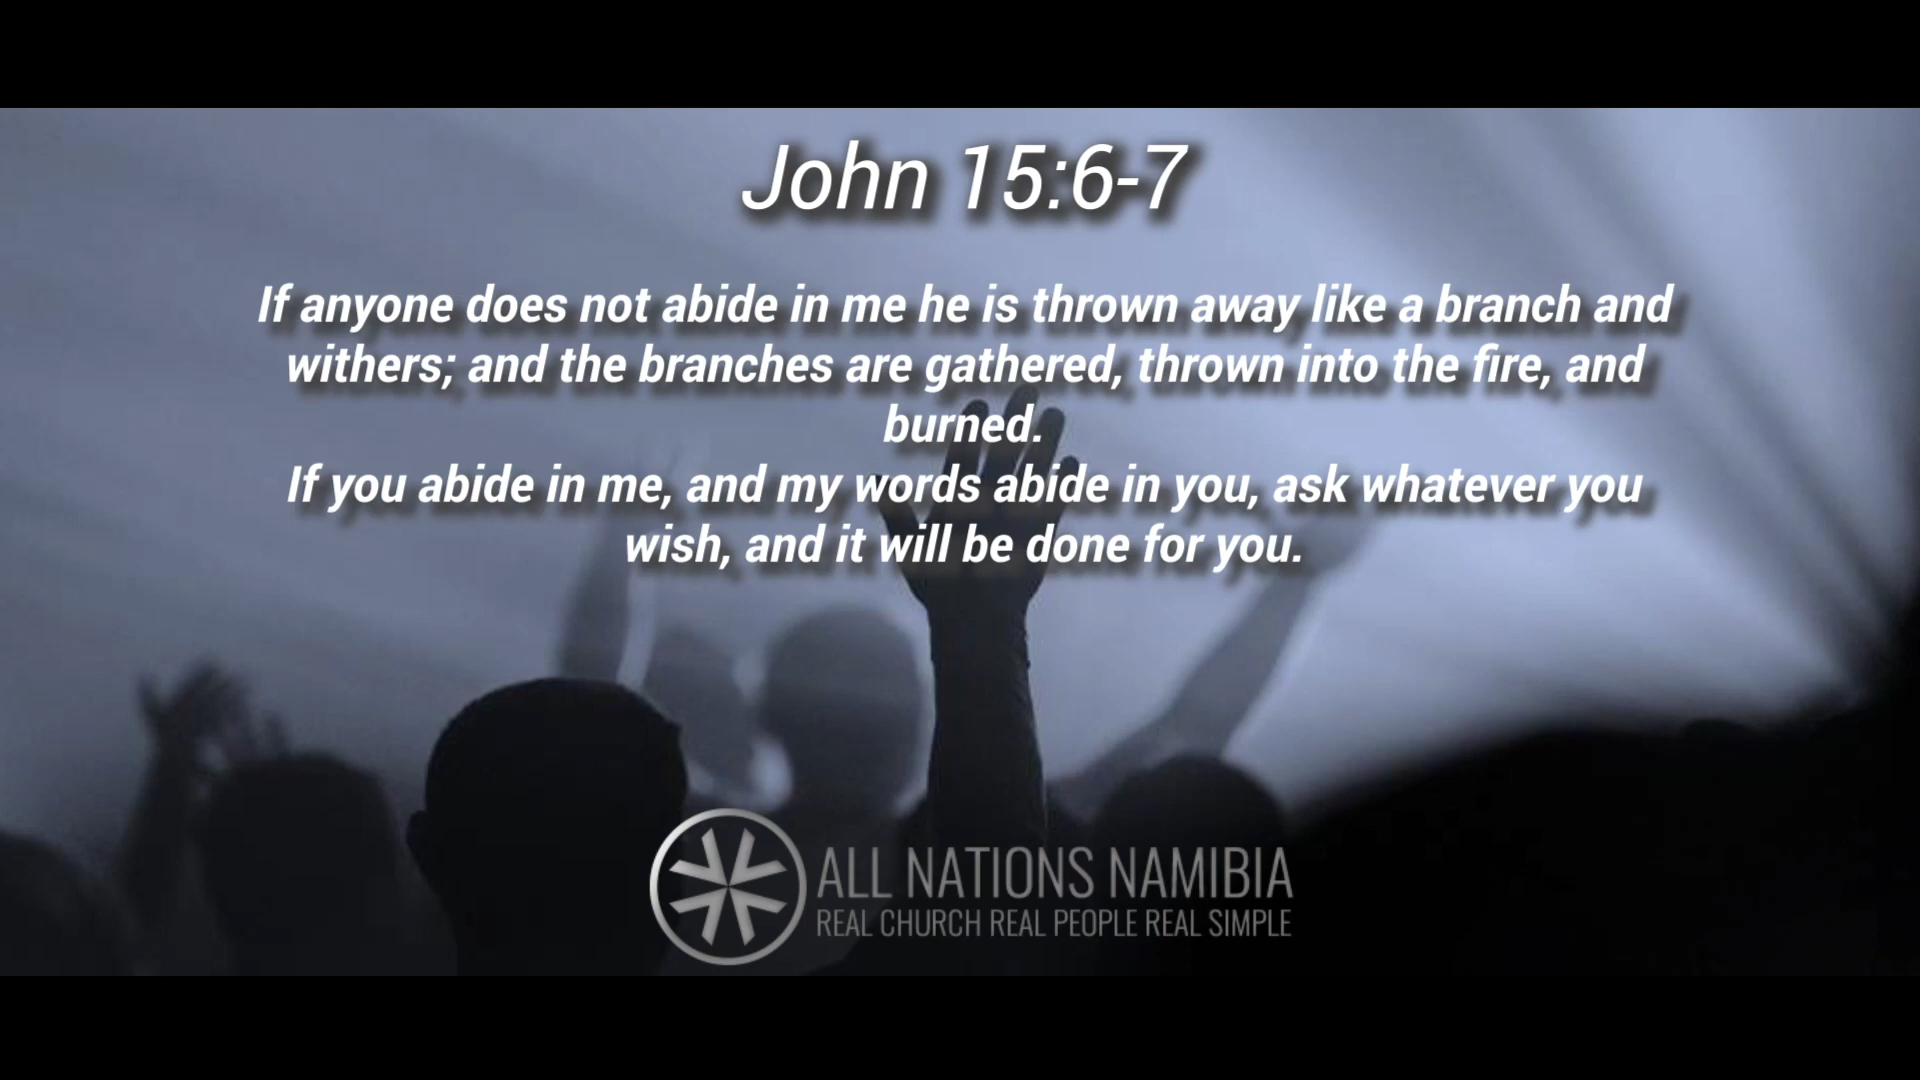 John 15:6-7
If anyone does not abide in me he is thrown away like a branch and
withers; and the branches are gathered, thrown into the fire, and
burned.
If you abide in me, and my words abide in you, ask whatever you
wish, and it will be done for you.
ALL NATIONS NAMIBIA
REAL CHURCH REAL PEOPLE REAL SIMPLE